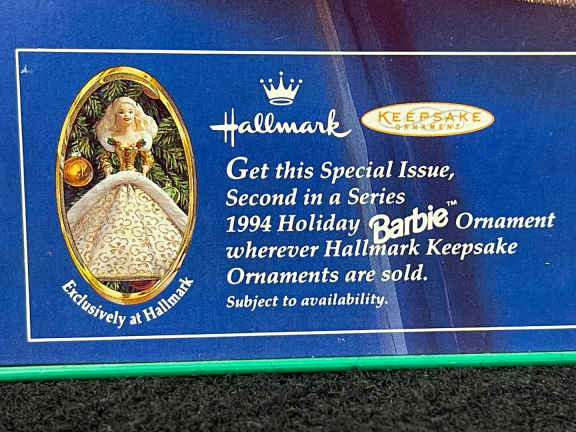 Hallmark
KEEPSAKE
ORNAMENT
Get this Special Issue,
Second in a Series
1994 Holiday Barbie™ Ornament
wherever Hallmark Keepsake
Ornaments are sold.
Subject to availability.
Exclusively at Hallmark